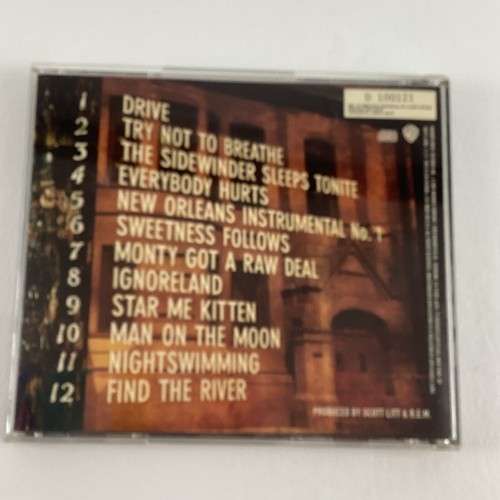 D 100121
1 DRIVE
2 TRY NOT TO BREATHE
3 THE SIDEWINDER SLEEPS TONITE
4 EVERYBODY HURTS
5 NEW ORLEANS INSTRUMENTAL No. 1
6 SWEETNESS FOLLOWS
7 MONTY GOT A RAW DEAL
8 IGNORELAND
9 STAR ME KITTEN
10 MAN ON THE MOON
11 NIGHTSWIMMING
12 FIND THE RIVER
PRODUCED BY SCOTT LITT & R.E.M.